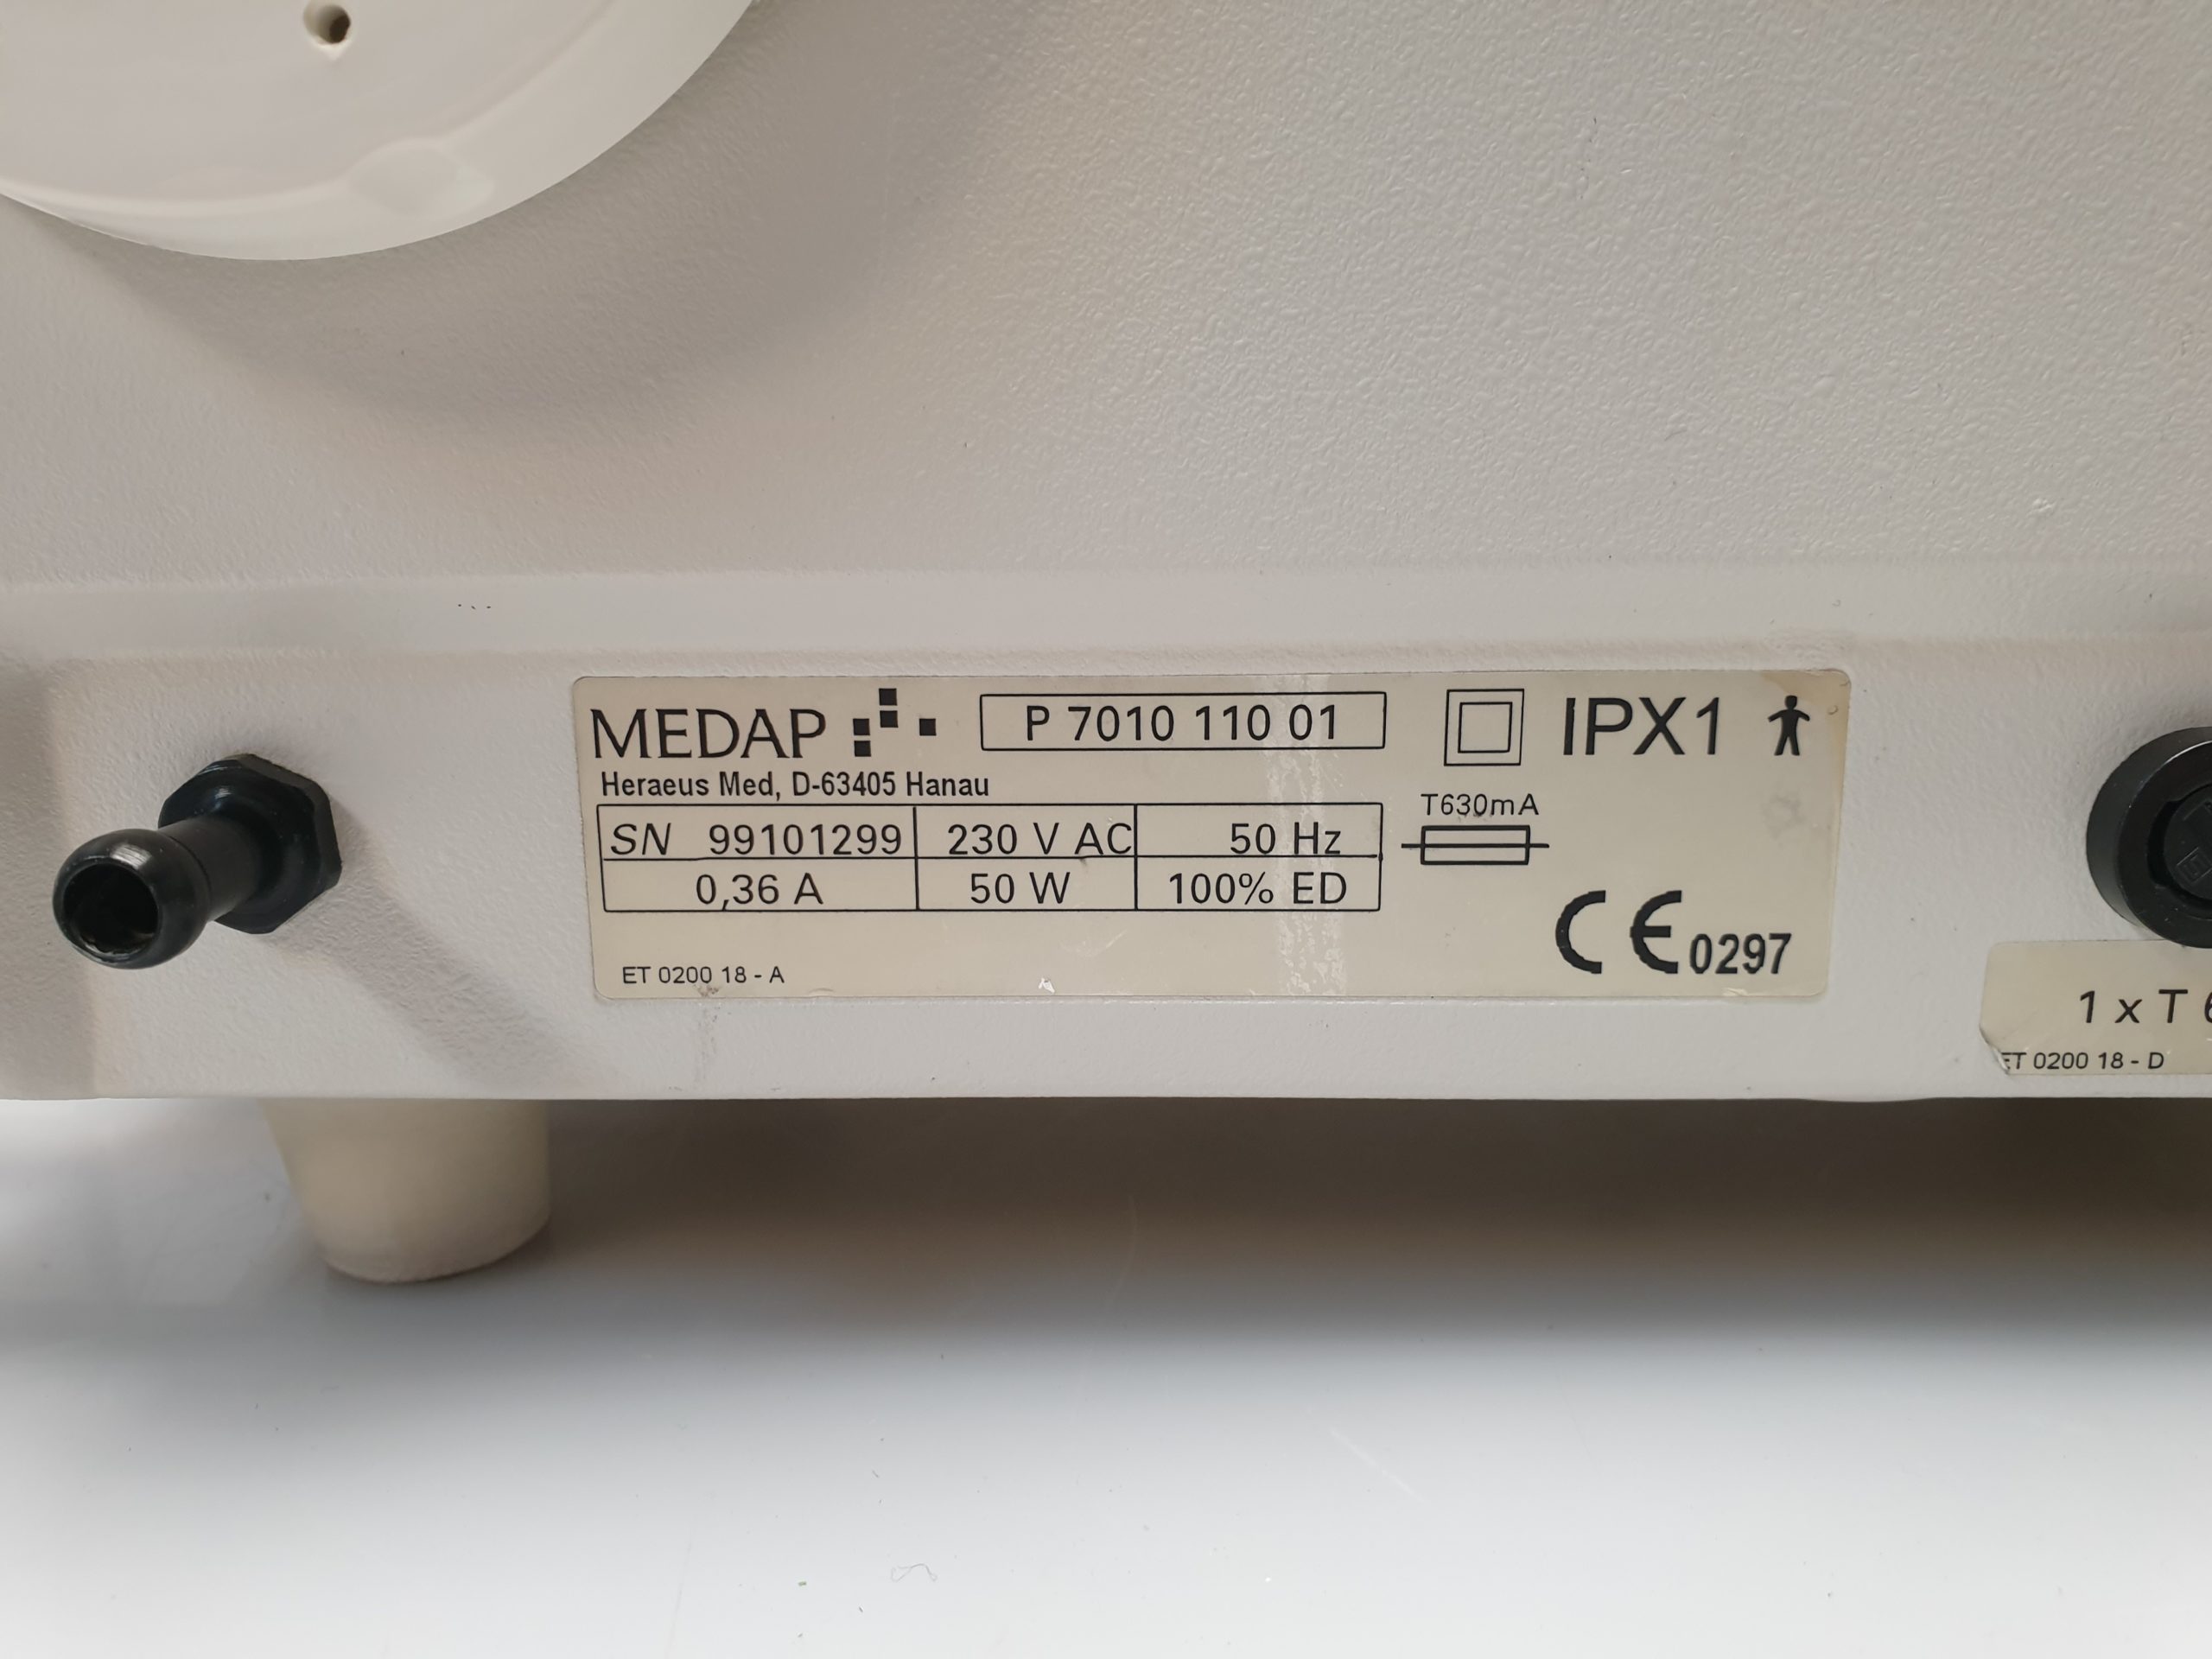 MEDAP P 7010 110 01 IPX1
Heraeus Med, D-63405 Hanau
T630mA
SN 99101299 230 V AC 50 Hz
0,36 A 50 W 100% ED
CE 0297
ET 0200 18 - A
1 x T
ET 0200 18 - D